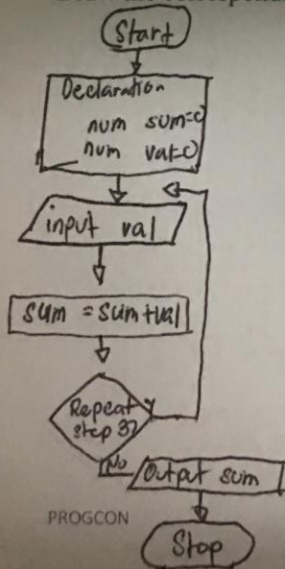 Start
Declaration
num sum=0
num val=0
input val
sum = sum+val
Repeat
step 3?
Y
No
Output sum
PROGCON
Stop